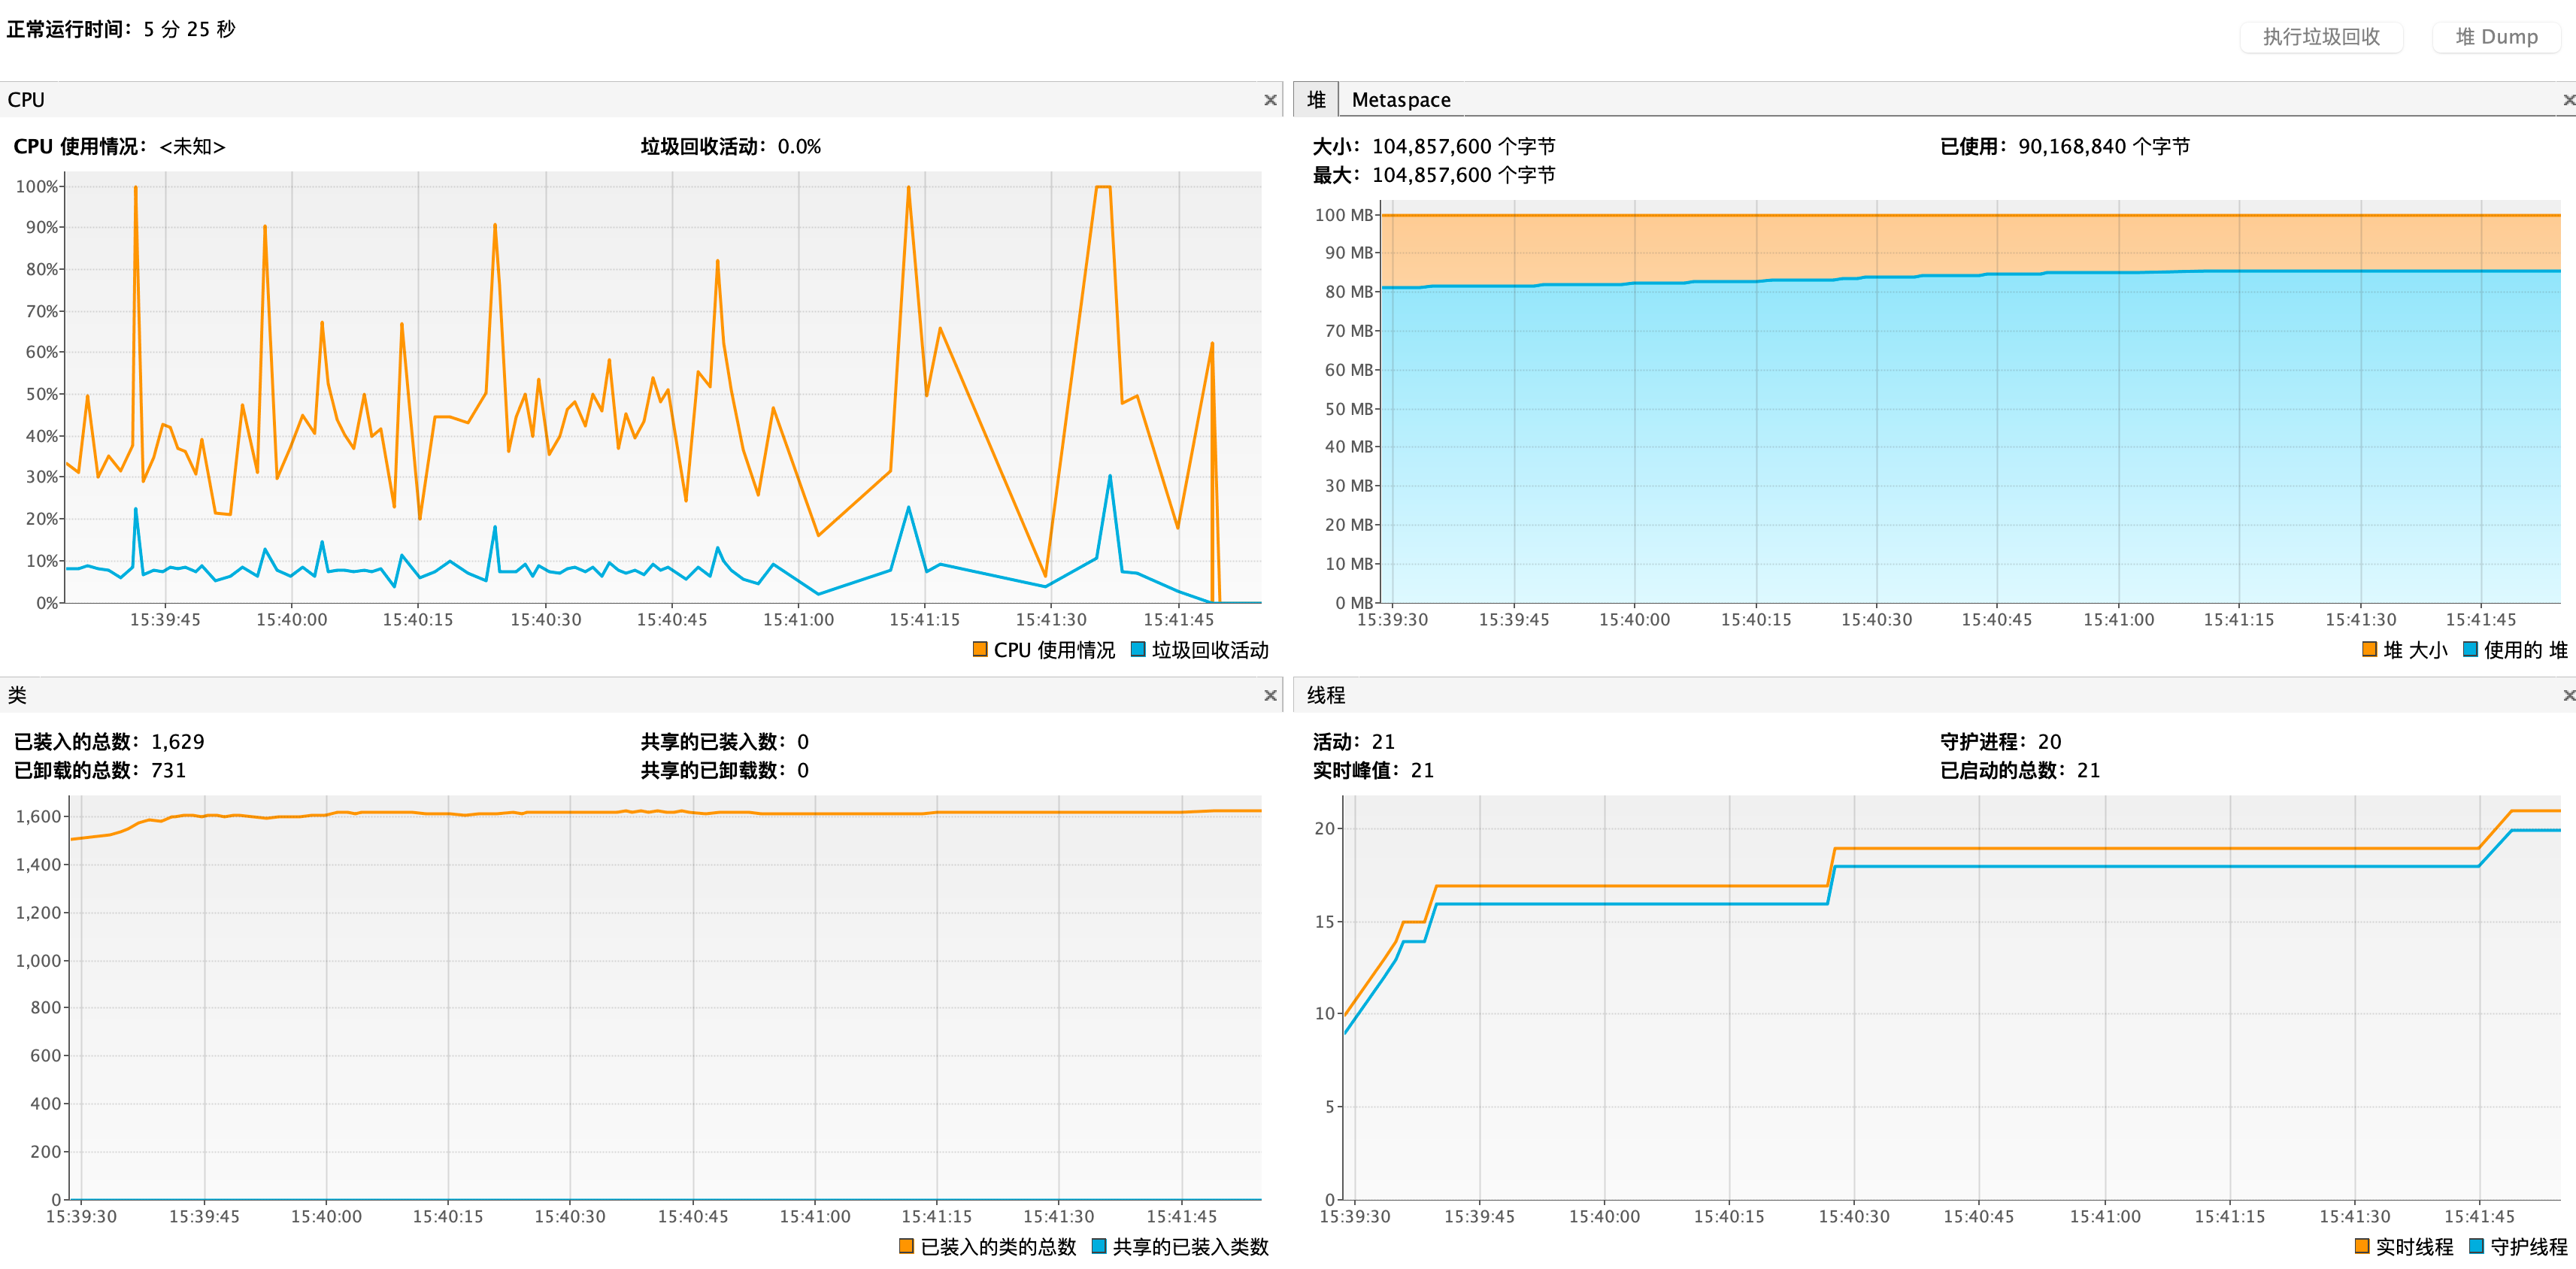 正常运行时间： 5 分 25 秒
执行垃圾回收 堆 Dump
CPU
CPU 使用情况： <未知> 垃圾回收活动： 0.0%
100%
90%
80%
70%
60%
50%
40%
30%
20%
10%
0%
15:39:45 15:40:00 15:40:15 15:40:30 15:40:45 15:41:00 15:41:15 15:41:30 15:41:45
CPU 使用情况 垃圾回收活动
堆 Metaspace
大小： 104,857,600 个字节 已使用： 90,168,840 个字节
最大： 104,857,600 个字节
100 MB
90 MB
80 MB
70 MB
60 MB
50 MB
40 MB
30 MB
20 MB
10 MB
0 MB
15:39:30 15:39:45 15:40:00 15:40:15 15:40:30 15:40:45 15:41:00 15:41:15 15:41:30 15:41:45
堆 大小 使用的 堆
类
已装入的总数： 1,629 共享的已装入数： 0
已卸载的总数： 731 共享的已卸载数： 0
1,600
1,400
1,200
1,000
800
600
400
200
0
15:39:30 15:39:45 15:40:00 15:40:15 15:40:30 15:40:45 15:41:00 15:41:15 15:41:30 15:41:45
已装入的类的总数 共享的已装入类数
线程
活动： 21 守护进程： 20
实时峰值： 21 已启动的总数： 21
20
15
10
5
0
15:39:30 15:39:45 15:40:00 15:40:15 15:40:30 15:40:45 15:41:00 15:41:15 15:41:30 15:41:45
实时线程 守护线程